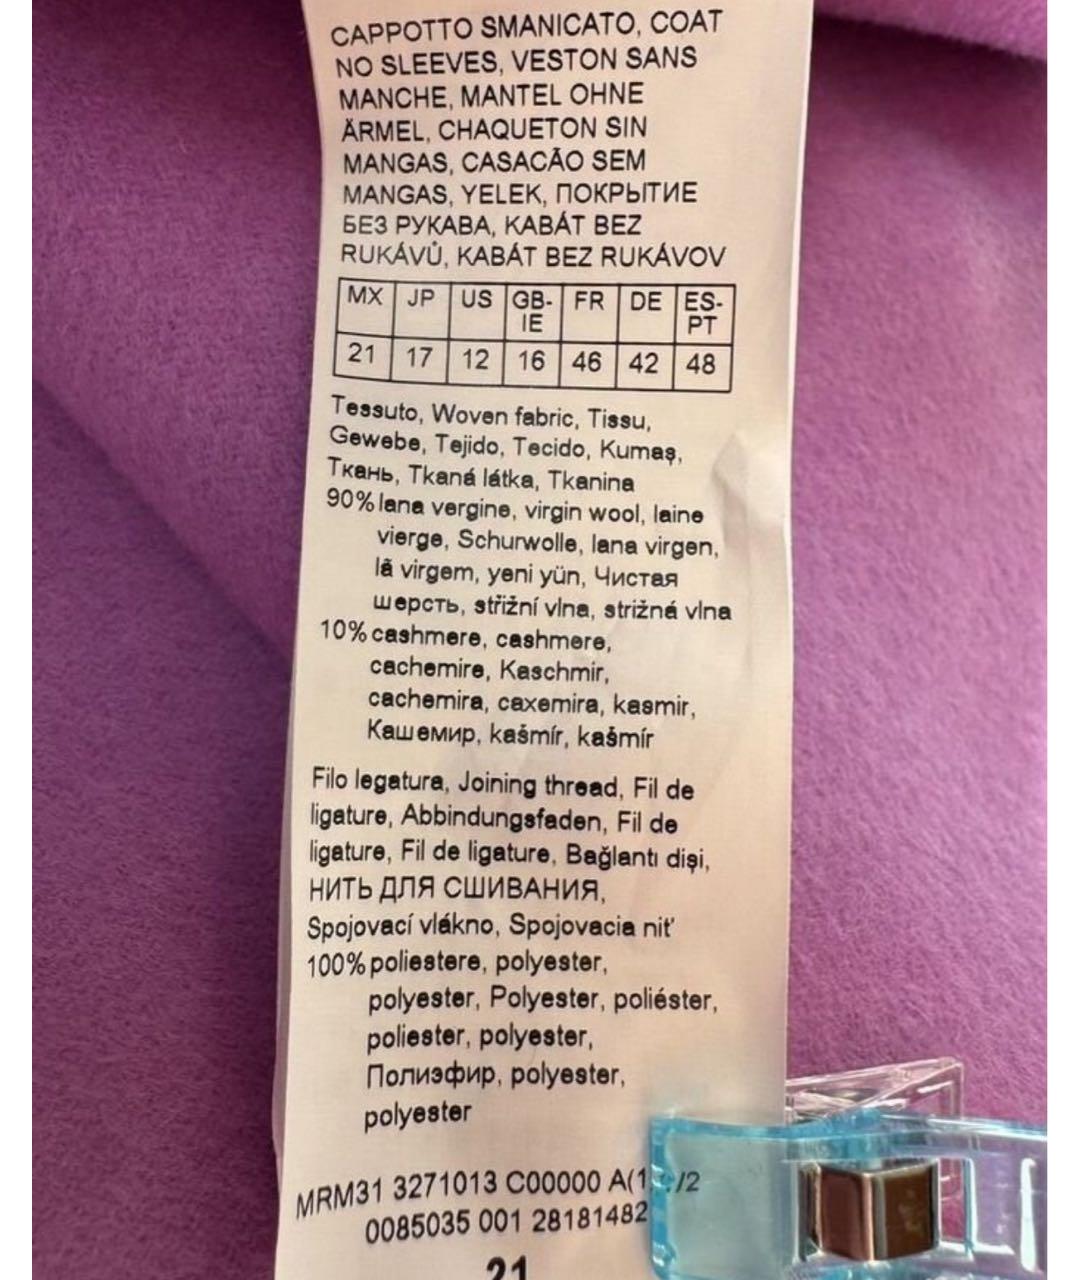 CAPPOTTO SMANICATO, COAT
NO SLEEVES, VESTON SANS
MANCHE, MANTEL OHNE
ÄRMEL, CHAQUETON SIN
MANGAS, CASACÃO SEM
MANGAS, YELEK, ПОКРЫТИЕ
БЕЗ РУКАВА, KABÁT BEZ
RUKÁVŮ, KABÁT BEZ RUKÁVOV
MX JP US GB-IE FR DE ES-PT
21 17 12 16 46 42 48
Tessuto, Woven fabric, Tissu,
Gewebe, Tejido, Tecido, Kumaş,
Ткань, Tkaná látka, Tkanina
90% lana vergine, virgin wool, laine
vierge, Schurwolle, lana virgen,
lã virgem, yeni yün, Чистая
шерсть, střižní vlna, strižná vlna
10% cashmere, cashmere,
cachemire, Kaschmir,
cachemira, caxemira, kasmir,
Кашемир, kašmír, kašmír
Filo legatura, Joining thread, Fil de
ligature, Abbindungsfaden, Fil de
ligature, Fil de ligature, Bağlantı dişi,
НИТЬ ДЛЯ СШИВАНИЯ,
Spojovací vlákno, Spojovacia niť
100% poliestere, polyester,
polyester, Polyester, poliéster,
poliester, polyester,
Полиэфир, polyester,
polyester
MRM31 3271013 C00000 /2
0085035 001 28181482
21